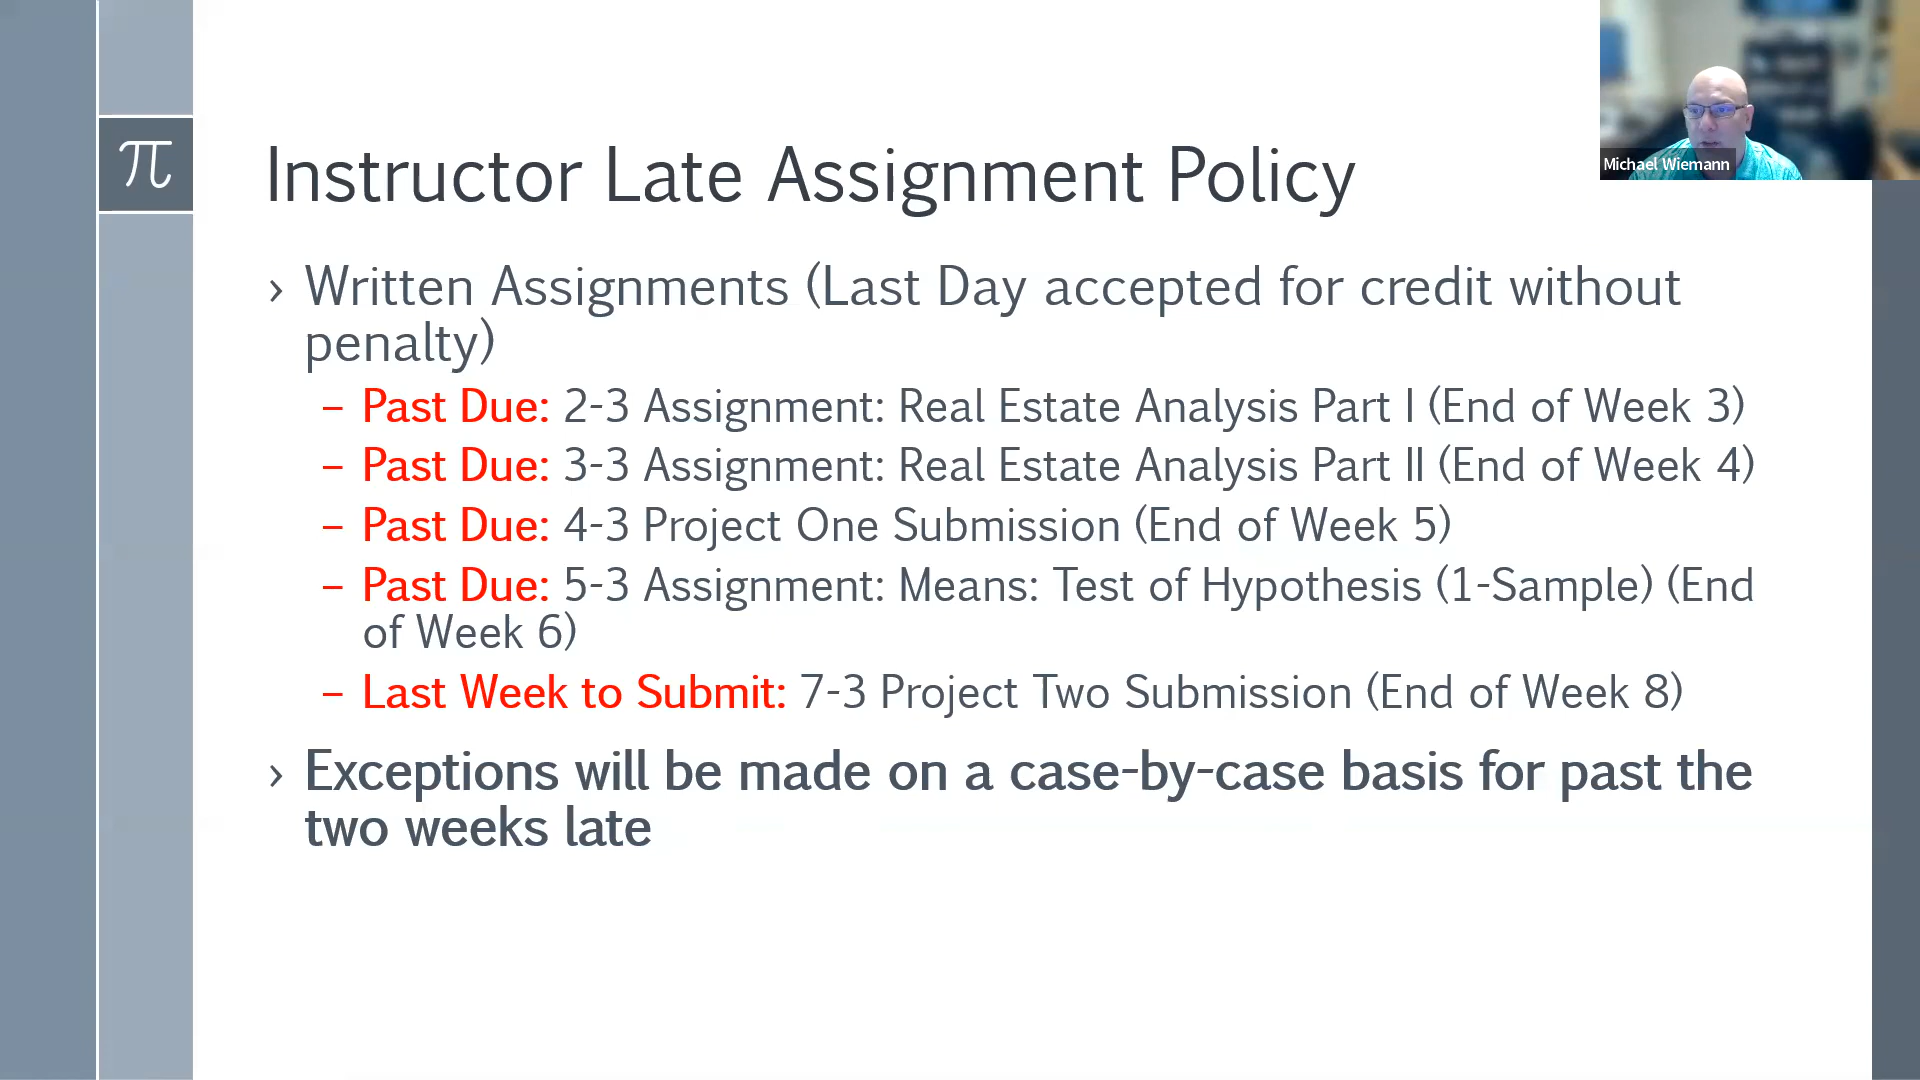 Michael Wiemann
π
Instructor Late Assignment Policy
› Written Assignments (Last Day accepted for credit without
penalty)
– Past Due: 2-3 Assignment: Real Estate Analysis Part I (End of Week 3)
– Past Due: 3-3 Assignment: Real Estate Analysis Part II (End of Week 4)
– Past Due: 4-3 Project One Submission (End of Week 5)
– Past Due: 5-3 Assignment: Means: Test of Hypothesis (1-Sample) (End
of Week 6)
– Last Week to Submit: 7-3 Project Two Submission (End of Week 8)
› Exceptions will be made on a case-by-case basis for past the
two weeks late